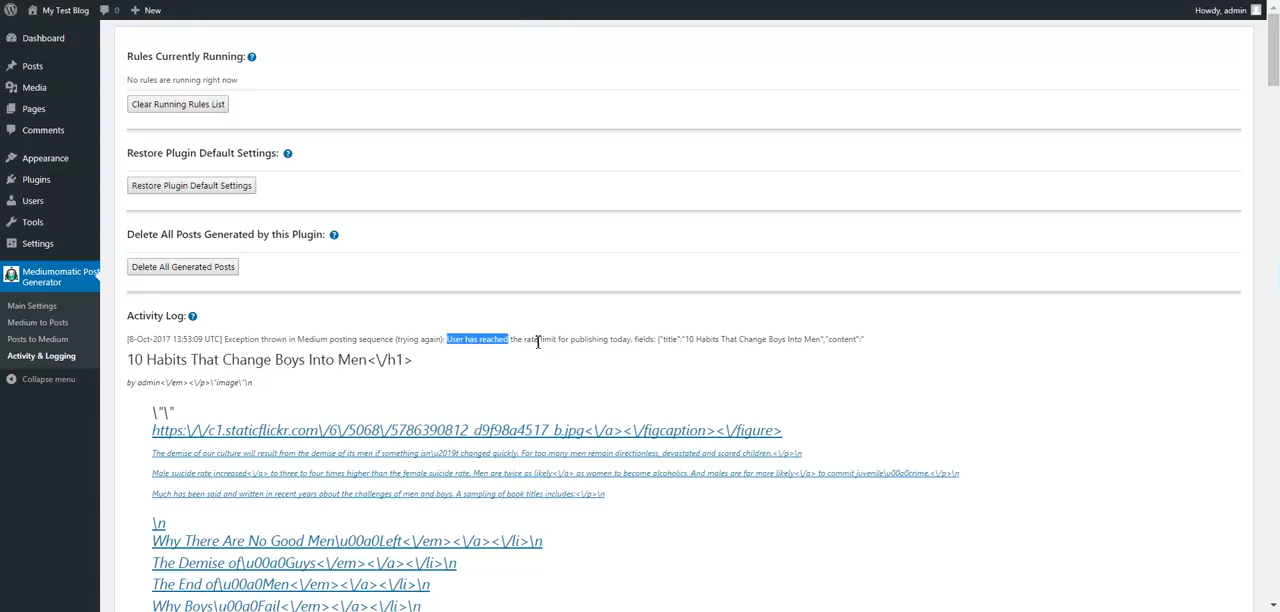 My Test Blog
0
New
Howdy, admin
Dashboard
Posts
Media
Pages
Comments
Appearance
Plugins
Users
Tools
Settings
Mediumomatic Post
Generator
Main Settings
Medium to Posts
Posts to Medium
Activity & Logging
Collapse menu
Rules Currently Running:
No rules are running right now
Clear Running Rules List
Restore Plugin Default Settings:
Restore Plugin Default Settings
Delete All Posts Generated by this Plugin:
Delete All Generated Posts
Activity Log:
[8-Oct-2017 13:53:09 UTC] Exception thrown in Medium posting sequence (trying again): User has reached the rate limit for publishing today. fields: {"title":"10 Habits That Change Boys Into Men","content":"
10 Habits That Change Boys Into Men<\/h1>
by admin<\/em><\/p>\"image\"\n
\"\"
https:\/\/c1.staticflickr.com\/6\/5068\/5786390812_d9f98a4517_b.jpg<\/a><\/figcaption><\/figure>
The demise of our culture will result from the demise of its men if something isn\u2019t changed quickly. For too many men remain directionless, devastated and scared children.<\/p>\n
Male suicide rate increased<\/a> to three to four times higher than the female suicide rate. Men are twice as likely<\/a> as women to become alcoholics. And males are far more likely<\/a> to commit juvenile\u00a0crime.<\/p>\n
Much has been said and written in recent years about the challenges of men and boys. A sampling of book titles includes:<\/p>\n
\n
Why There Are No Good Men\u00a0Left<\/em><\/a><\/li>\n
The Demise of\u00a0Guys<\/em><\/a><\/li>\n
The End of\u00a0Men<\/em><\/a><\/li>\n
Why Boys\u00a0Fail<\/em><\/a><\/li>\n